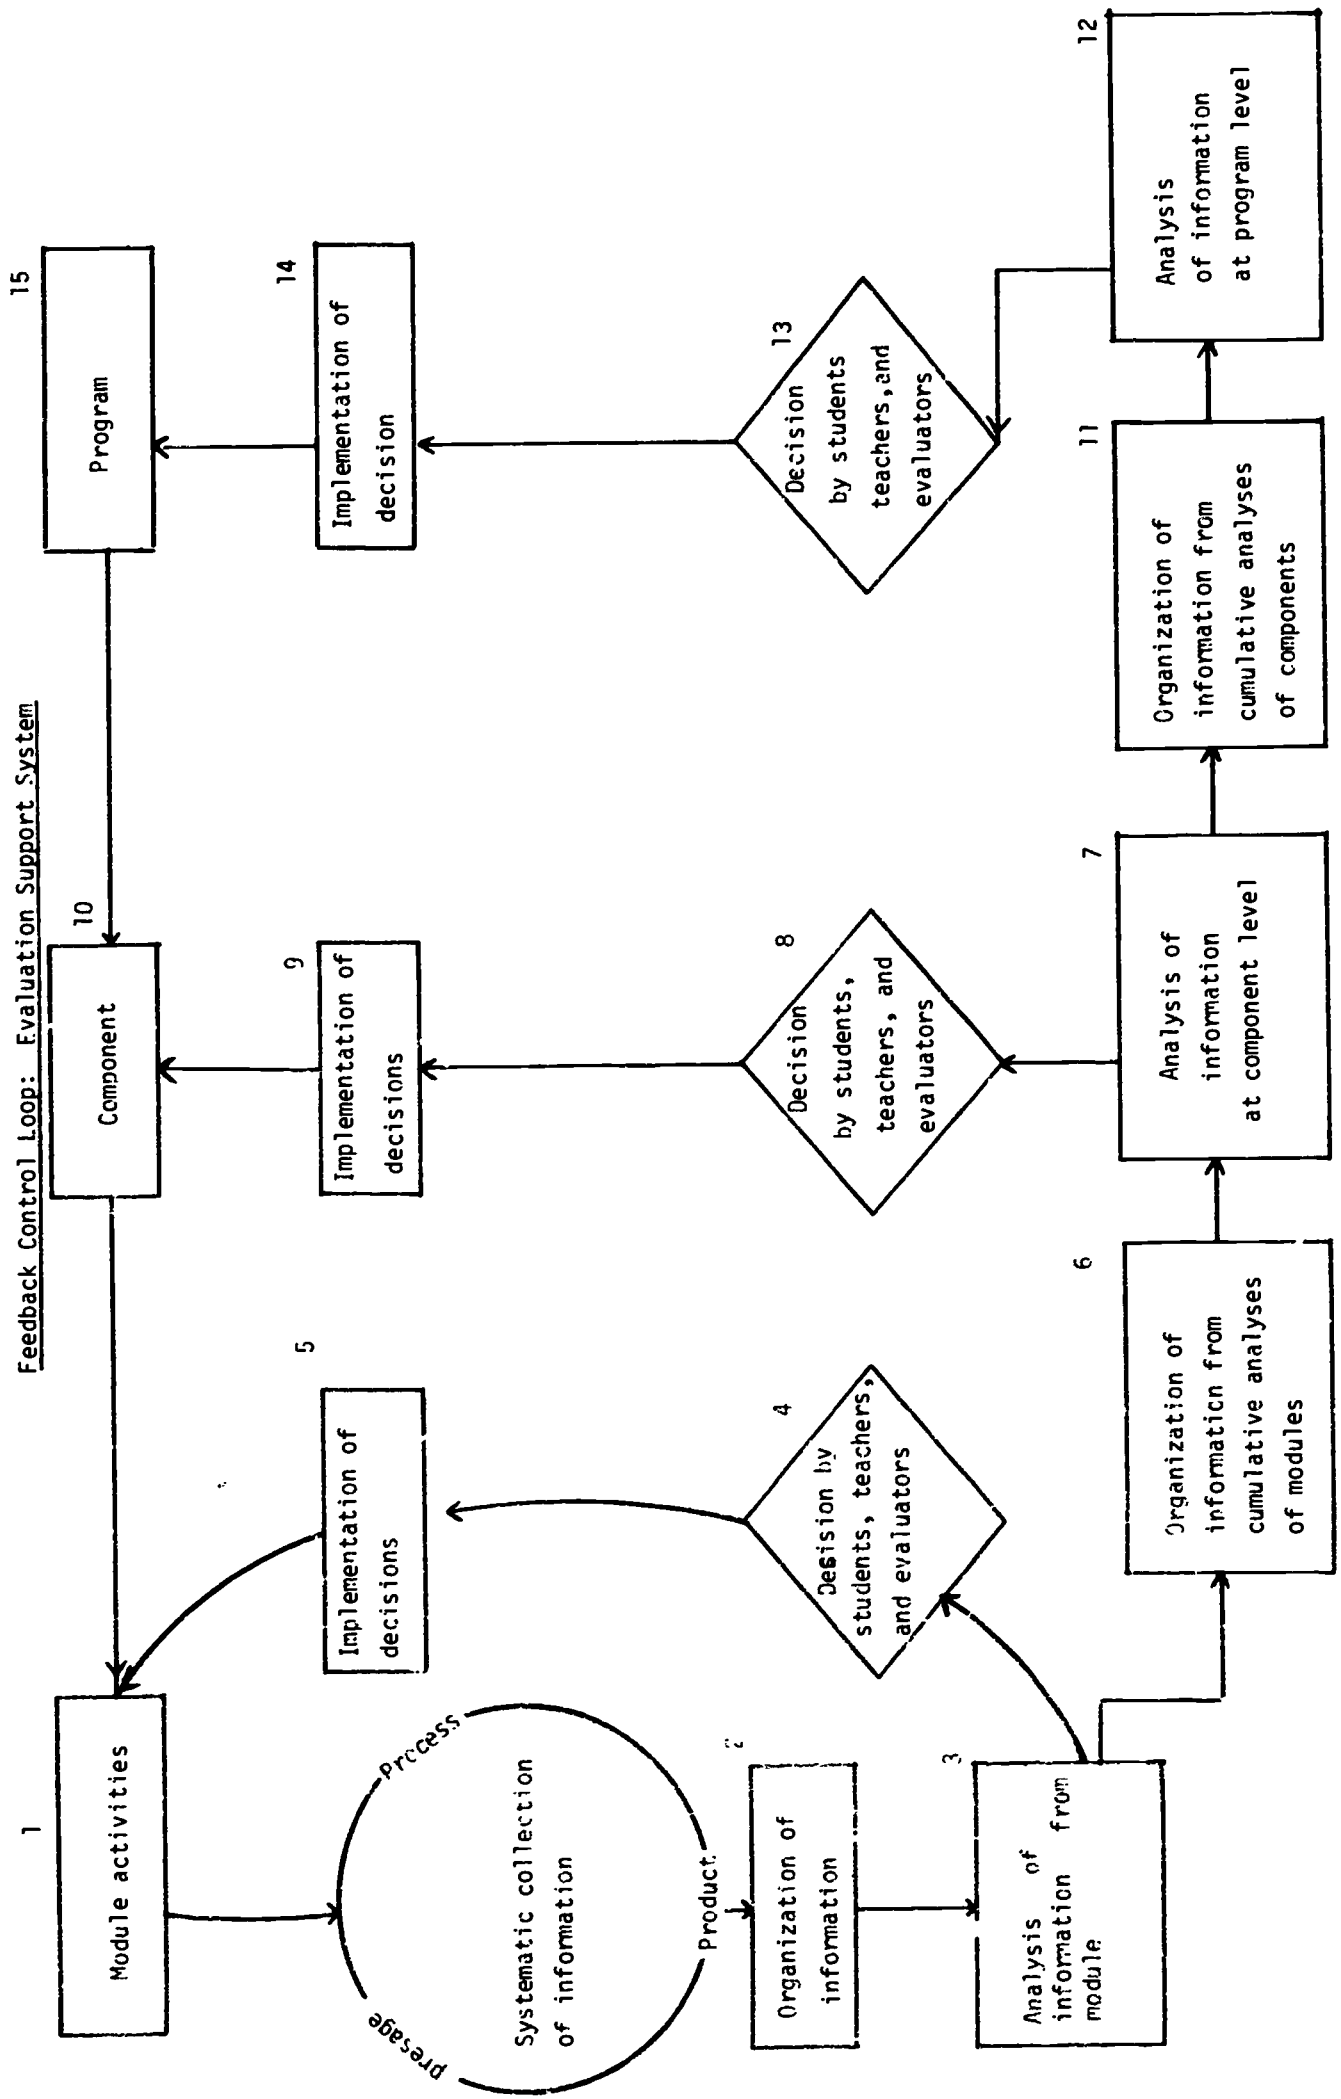 Feedback Control Loop: Evaluation Support System
1
Module activities
presage
Process
Product
Systematic collection
of information
2
Organization of
information
3
Analysis of
information from
module
4
Decision by
students, teachers,
and evaluators
5
Implementation of
decisions
6
Organization of
information from
cumulative analyses
of modules
7
Analysis of
information
at component level
8
Decision
by students,
teachers, and
evaluators
9
Implementation of
decisions
10
Component
11
Organization of
information from
cumulative analyses
of components
12
Analysis
of information
at program level
13
Decision
by students
teachers,and
evaluators
14
Implementation of
decision
15
Program